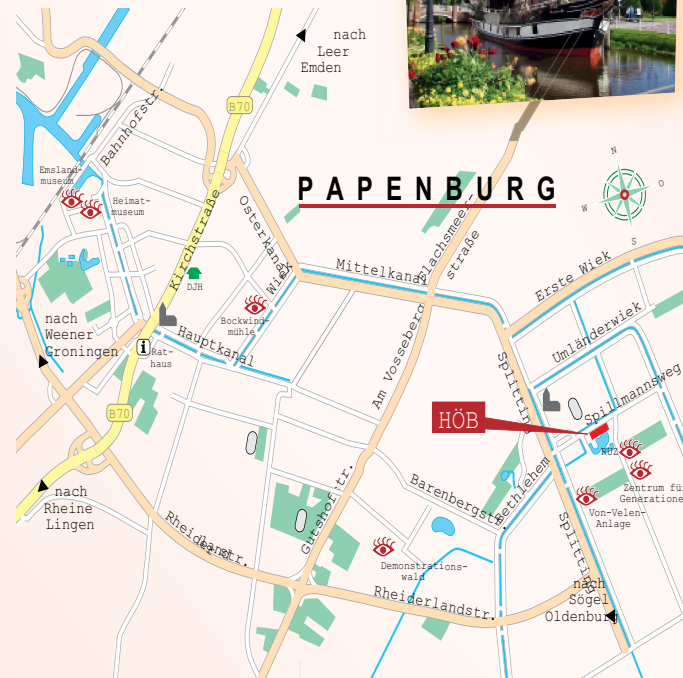 nach
Leer
Emden
B70
Bahnhofstr.
PAPENBURG
N
O
S
W
Emsland-
museum
Heimat-
museum
Kirchstraße
Osterkanal
Wiek
DJH
Flachsmeer-
straße
Mittelkanal
Erste Wiek
Bockwind-
mühle
nach
Weener
Groningen
i
Rat-
haus
Hauptkanal
Am Vosseberg
Umländerwiek
Splitting
Spillmannsweg
HÖB
B70
RÜZ
nach
Rheine
Lingen
Gutshofstr.
Barenbergstr.
Bethlehem
Zentrum für
Generatione
Von-Velen-
Anlage
Rheiderlandstr.
Demonstrations-
wald
Splitting
Rheiderlandstr.
nach
Sögel
Oldenburg